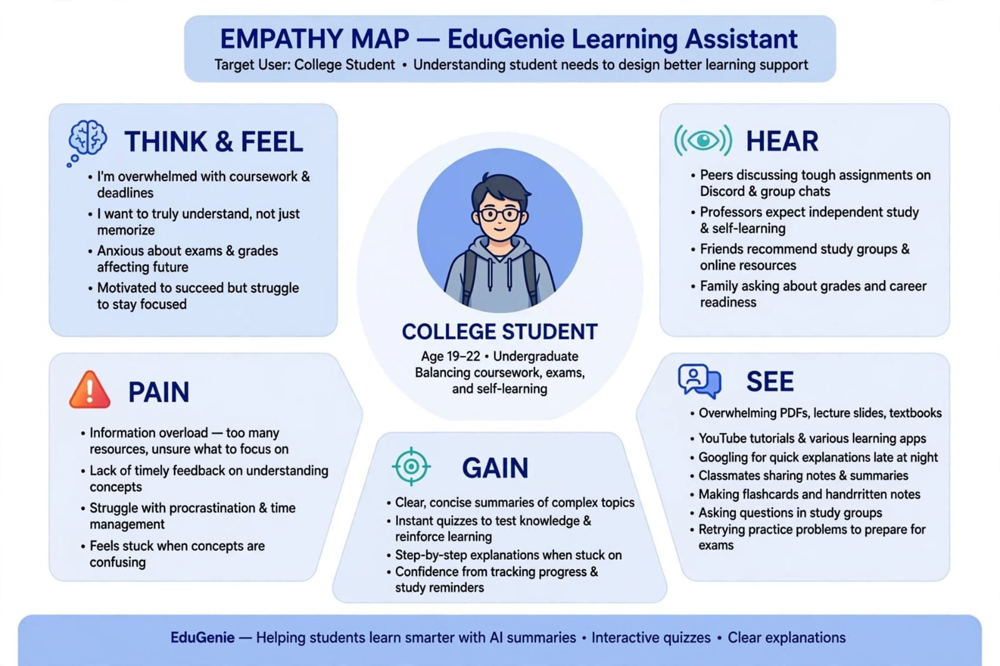 EMPATHY MAP — EduGenie Learning Assistant
Target User: College Student • Understanding student needs to design better learning support
THINK & FEEL
• I'm overwhelmed with coursework &
deadlines
• I want to truly understand, not just
memorize
• Anxious about exams & grades
affecting future
• Motivated to succeed but struggle
to stay focused
HEAR
• Peers discussing tough assignments on
Discord & group chats
• Professors expect independent study
& self-learning
• Friends recommend study groups &
online resources
• Family asking about grades and career
readiness
COLLEGE STUDENT
Age 19–22 • Undergraduate
Balancing coursework, exams,
and self-learning
PAIN
• Information overload — too many
resources, unsure what to focus on
• Lack of timely feedback on understanding
concepts
• Struggle with procrastination & time
management
• Feels stuck when concepts are
confusing
GAIN
• Clear, concise summaries of complex topics
• Instant quizzes to test knowledge &
reinforce learning
• Step-by-step explanations when stuck on
• Confidence from tracking progress &
study reminders
SEE
• Overwhelming PDFs, lecture slides, textbooks
• YouTube tutorials & various learning apps
• Googling for quick explanations late at night
• Classmates sharing notes & summaries
• Making flashcards and handrritten notes
• Asking questions in study groups
• Retrying practice problems to prepare for
exams
EduGenie — Helping students learn smarter with AI summaries • Interactive quizzes • Clear explanations